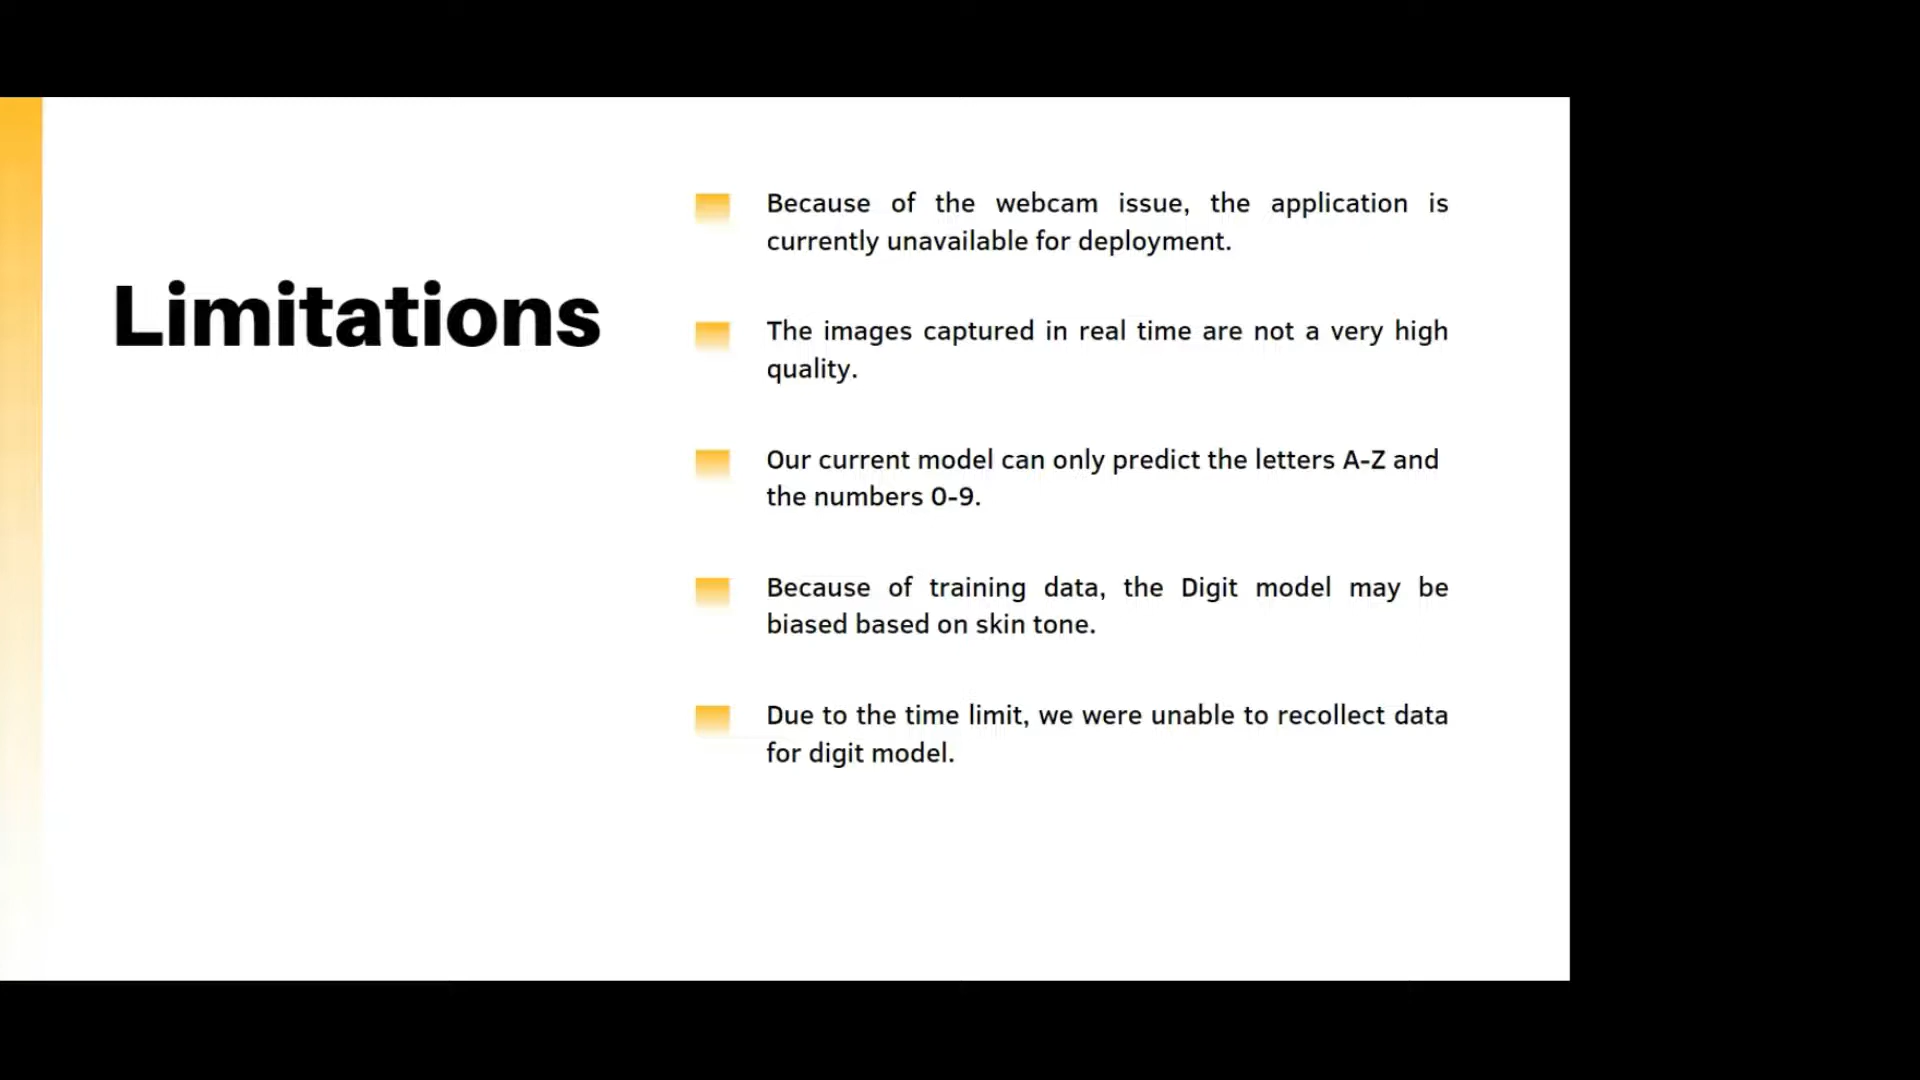 Limitations
Because of the webcam issue, the application is
currently unavailable for deployment.
The images captured in real time are not a very high
quality.
Our current model can only predict the letters A-Z and
the numbers 0-9.
Because of training data, the Digit model may be
biased based on skin tone.
Due to the time limit, we were unable to recollect data
for digit model.